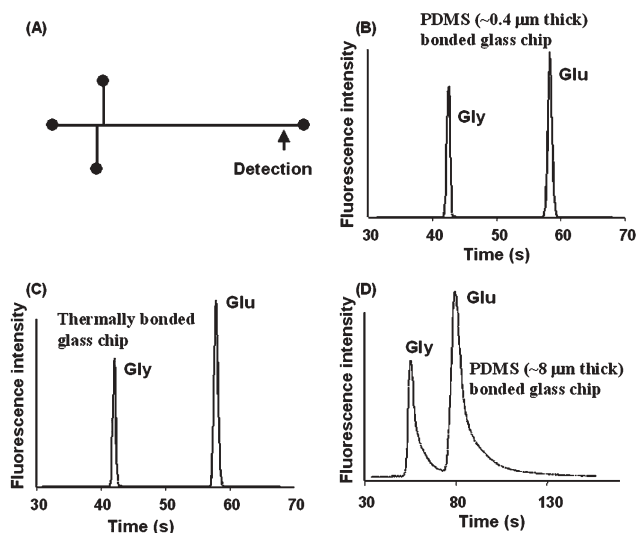 (A)
Detection
(B)
PDMS (~0.4 µm thick)
bonded glass chip
Fluorescence intensity
Gly
Glu
30 40 50 60 70
Time (s)
(C)
Thermally bonded
glass chip
Fluorescence intensity
Gly
Glu
30 40 50 60 70
Time (s)
(D)
Fluorescence intensity
Gly
Glu
PDMS (~8 µm thick)
bonded glass chip
30 80 130
Time (s)